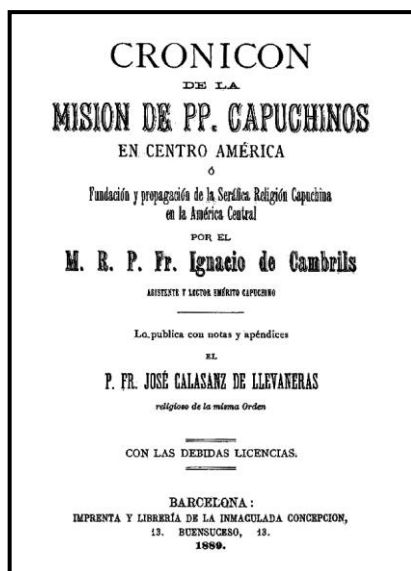 CRONICON
DE LA
MISION DE PP. CAPUCHINOS
EN CENTRO AMÉRICA
ó
Fundación y propagación de la Seráfica Religión Capuchina
en la América Central
POR EL
M. R. P. Fr. Ignacio de Cambrils
ASISTENTE Y LECTOR EMÉRITO CAPUCHINO
Lo publica con notas y apéndices
EL
P. FR. JOSÉ CALASANZ DE LLEVANERAS
religioso de la misma Orden
CON LAS DEBIDAS LICENCIAS.
BARCELONA:
IMPRENTA Y LIBRERÍA DE LA INMACULADA CONCEPCION,
13. BUENSUCESO, 13.
1889.